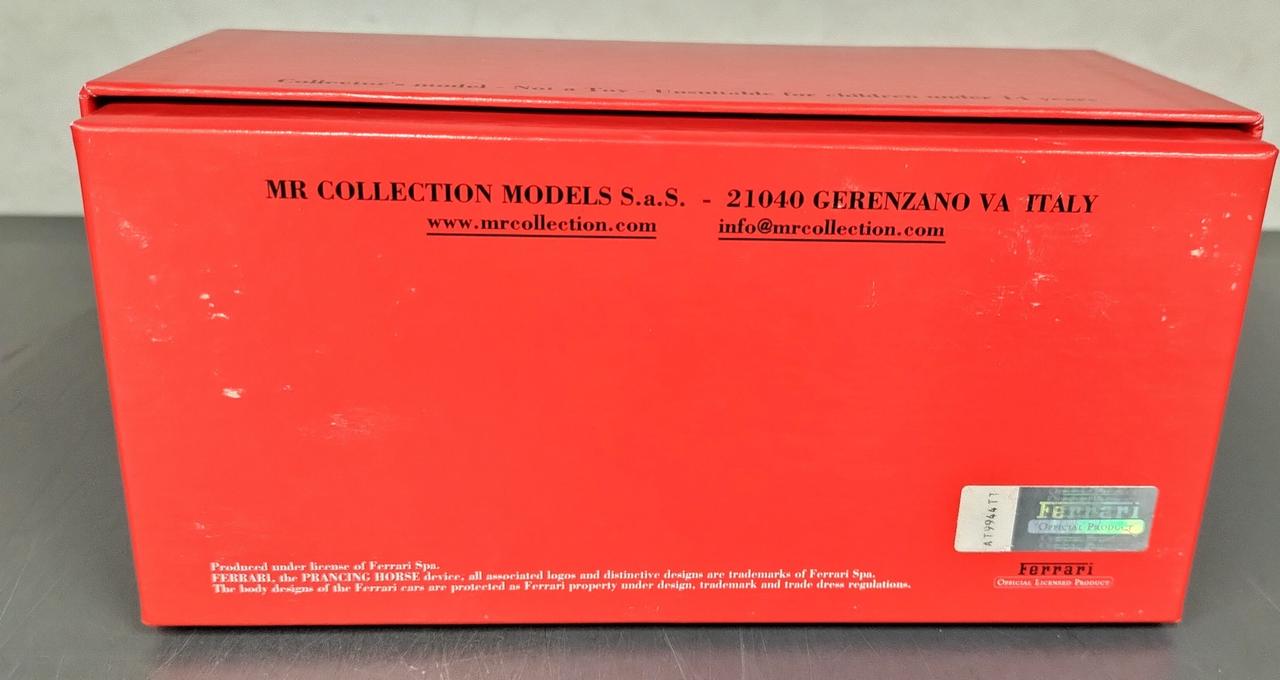 Collector's model - Not a Toy - Unsuitable for children under 14 years
MR COLLECTION MODELS S.a.S. - 21040 GERENZANO VA ITALY
www.mrcollection.com info@mrcollection.com
AT9944TT
Ferrari
OFFICIAL PRODUCT
Ferrari
OFFICIAL LICENSED PRODUCT
Produced under license of Ferrari Spa.
FERRARI, the PRANCING HORSE device, all associated logos and distinctive designs are trademarks of Ferrari Spa.
The body designs of the Ferrari cars are protected as Ferrari property under design, trademark and trade dress regulations.